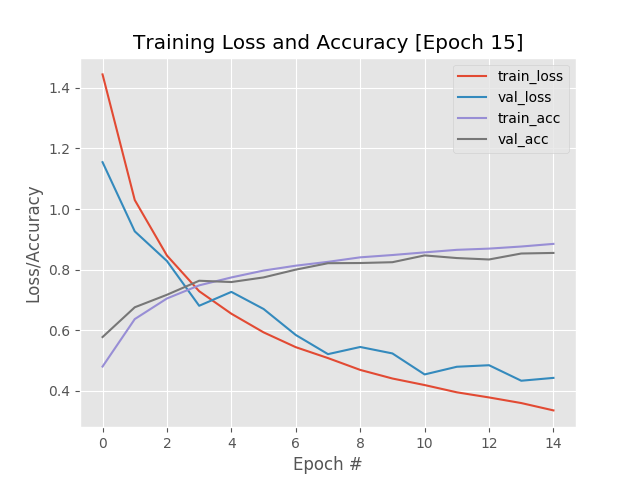 Training Loss and Accuracy [Epoch 15]
train_loss
val_loss
train_acc
val_acc
1.4
1.2
1.0
0.8
0.6
0.4
Loss/Accuracy
0 2 4 6 8 10 12 14
Epoch #